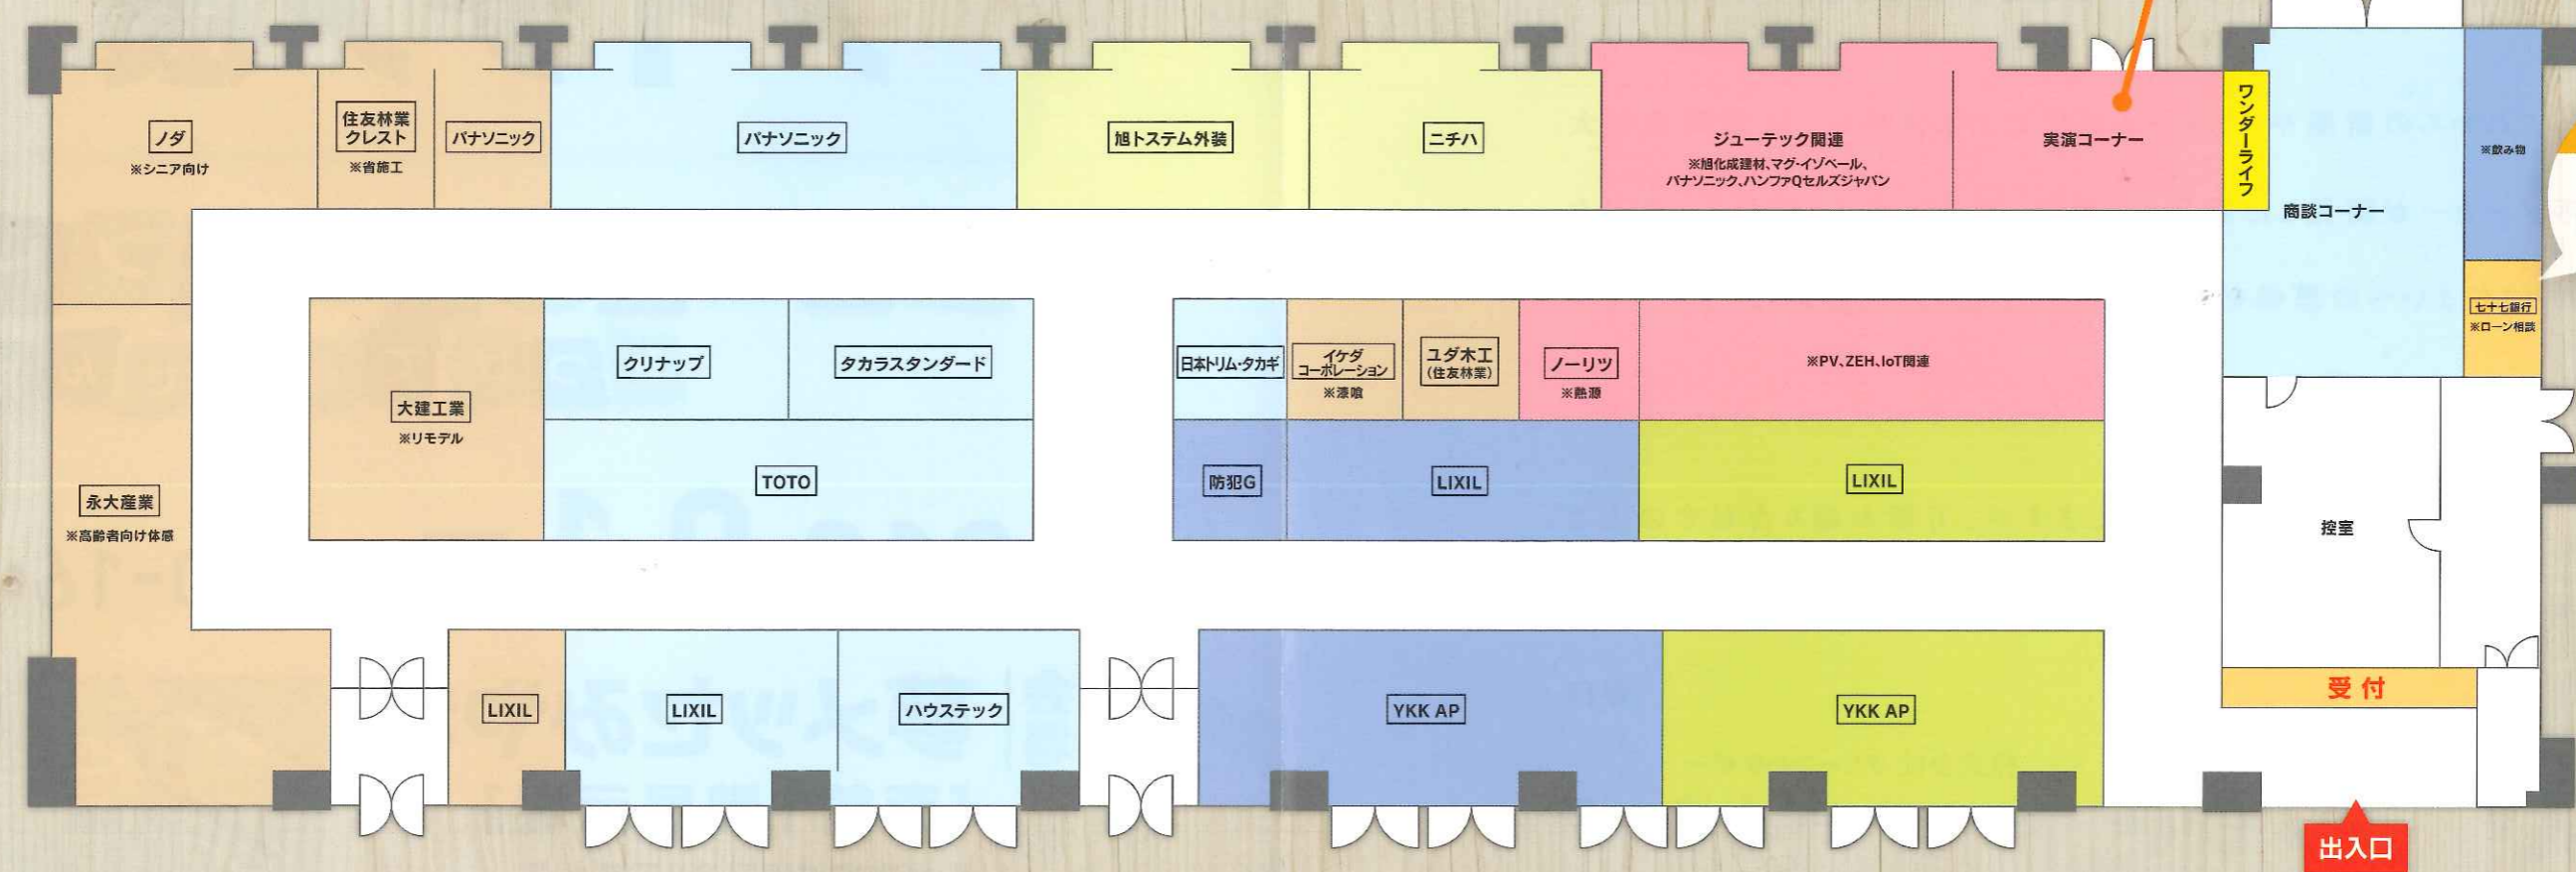 ノダ
※シニア向け
住友林業
クレスト
※省施工
パナソニック
パナソニック
旭トステム外装
ニチハ
ジューテック関連
※旭化成建材、マグ・イゾベール、
パナソニック、ハンファQセルズジャパン
実演コーナー
ワンダーライフ
商談コーナー
※飲み物
七十七銀行
※ローン相談
永大産業
※高齢者向け体感
大建工業
※リモデル
クリナップ
タカラスタンダード
TOTO
日本トリム・タカギ
イケダ
コーポレーション
※漆喰
ユダ木工
(住友林業)
ノーリツ
※熱源
※PV、ZEH、IoT関連
防犯G
LIXIL
LIXIL
控室
LIXIL
LIXIL
ハウステック
YKK AP
YKK AP
受付
出入口